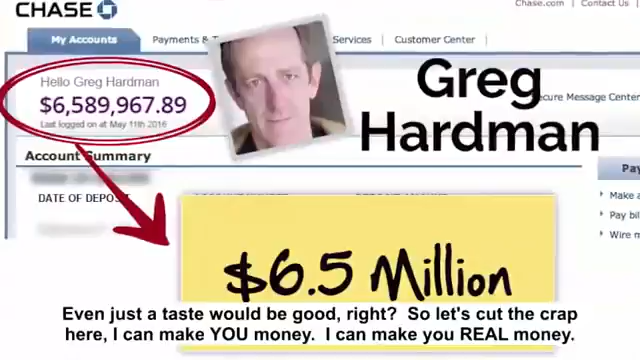 CHASE
Chase.com | Contact Us
My Accounts Payments & T Services Customer Center
Hello Greg Hardman
$6,589,967.89
Last logged on at May 11th 2016
Greg
Hardman
ecure Message Center
Account Summary
Pay
DATE OF DEPOSIT
Make a
Pay bil
Wire m
$6.5 Million
Even just a taste would be good, right? So let's cut the crap
here, I can make YOU money. I can make you REAL money.